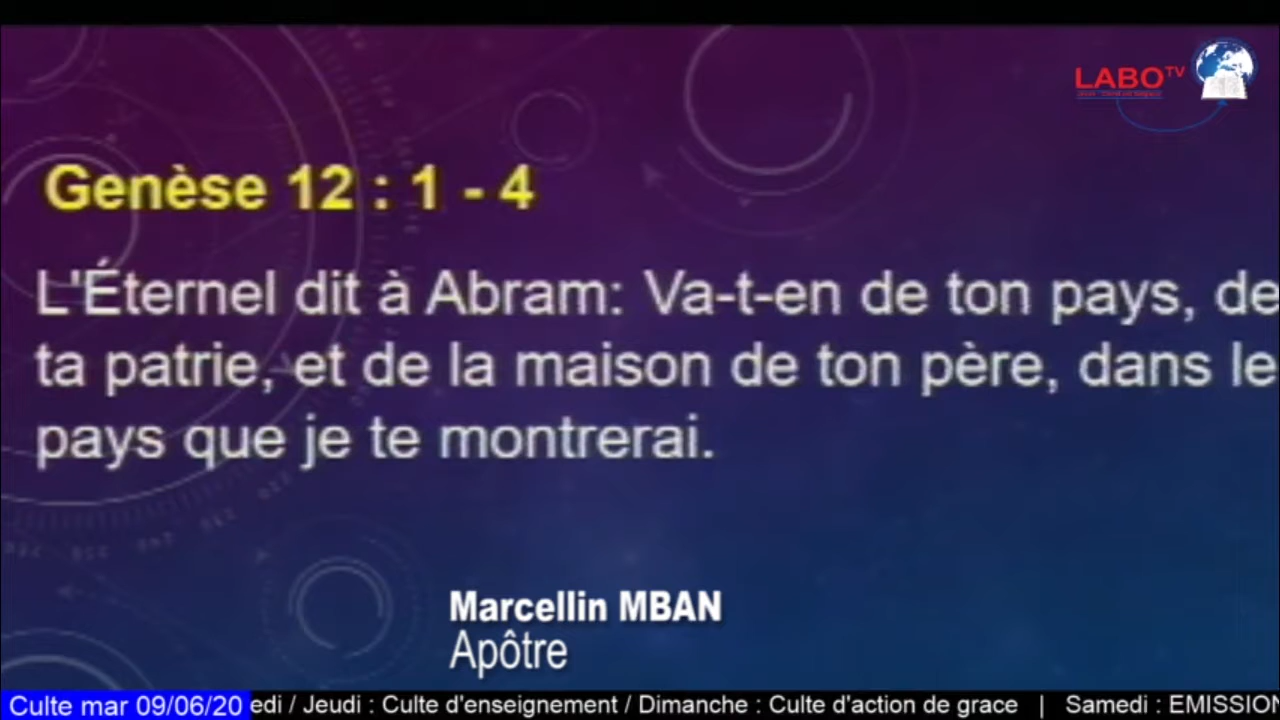 LABO TV
Genèse 12 : 1 - 4
L'Éternel dit à Abram: Va-t-en de ton pays, de
ta patrie, et de la maison de ton père, dans le
pays que je te montrerai.
Marcellin MBAN
Apôtre
Culte mar 09/06/20 edi / Jeudi : Culte d'enseignement / Dimanche : Culte d'action de grace | Samedi : EMISSION